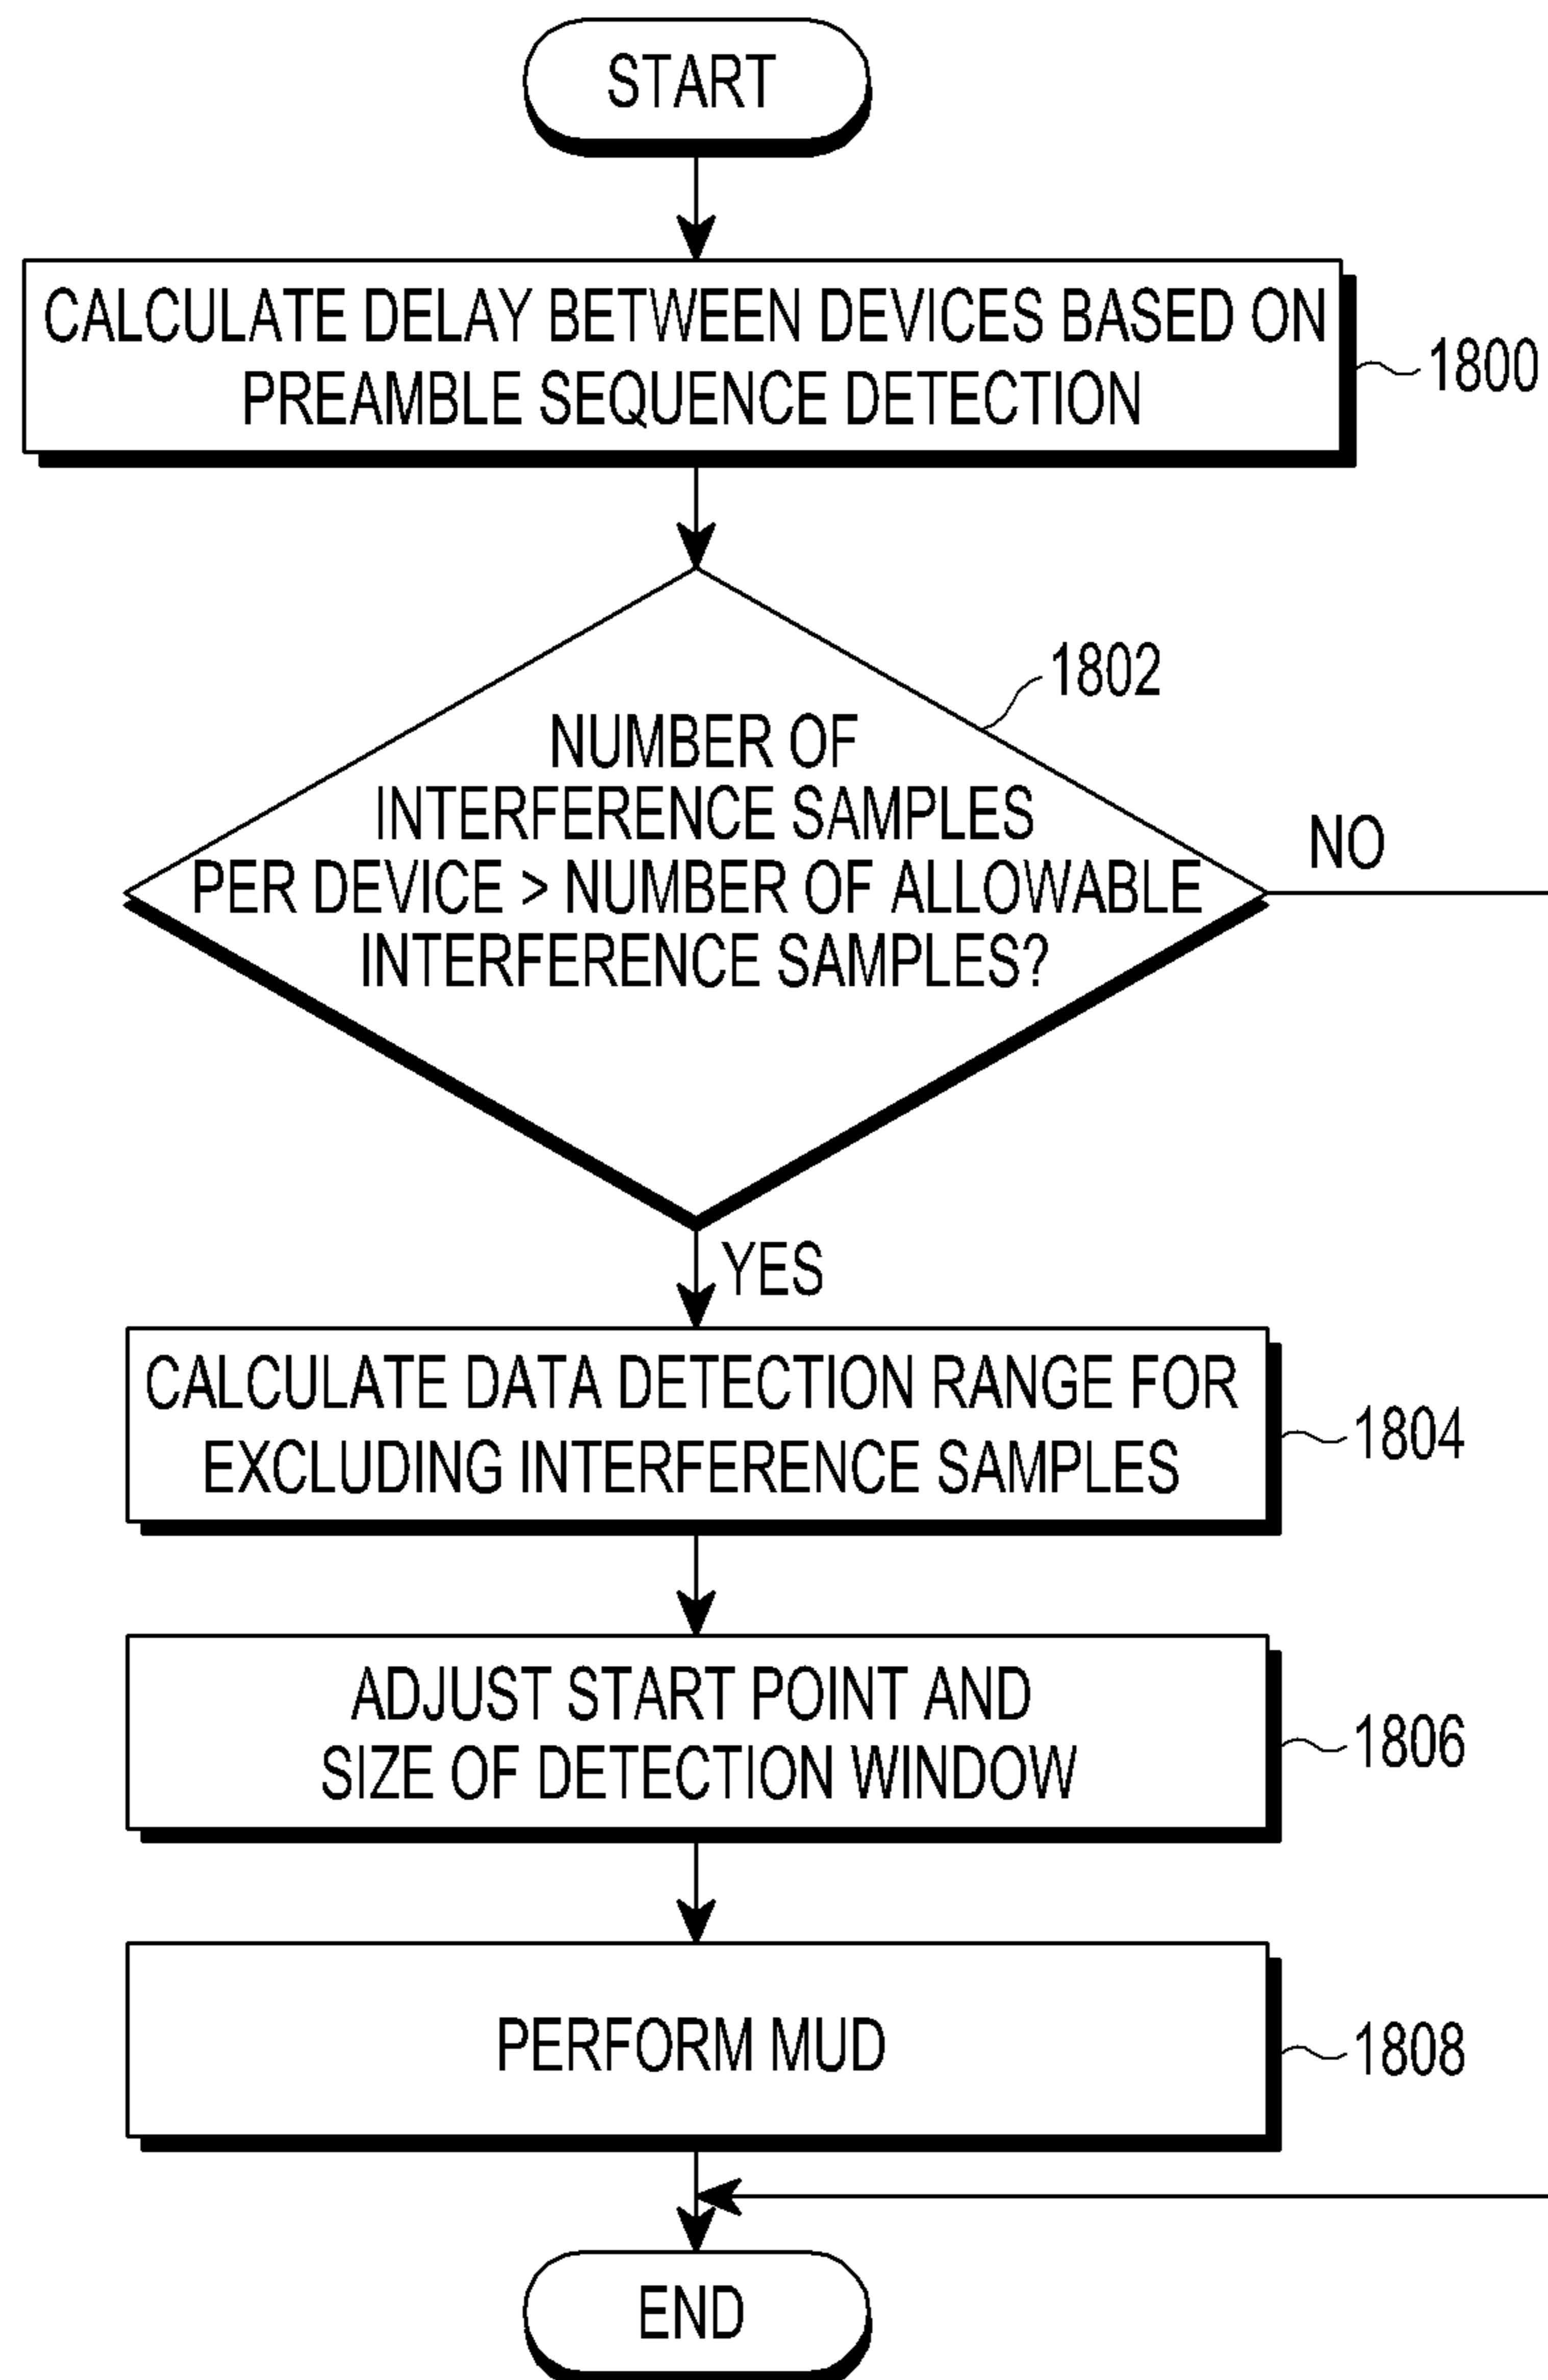 START
CALCULATE DELAY BETWEEN DEVICES BASED ON
PREAMBLE SEQUENCE DETECTION
1800
1802
NUMBER OF
INTERFERENCE SAMPLES
PER DEVICE > NUMBER OF ALLOWABLE
INTERFERENCE SAMPLES?
NO
YES
CALCULATE DATA DETECTION RANGE FOR
EXCLUDING INTERFERENCE SAMPLES
1804
ADJUST START POINT AND
SIZE OF DETECTION WINDOW
1806
PERFORM MUD
1808
END